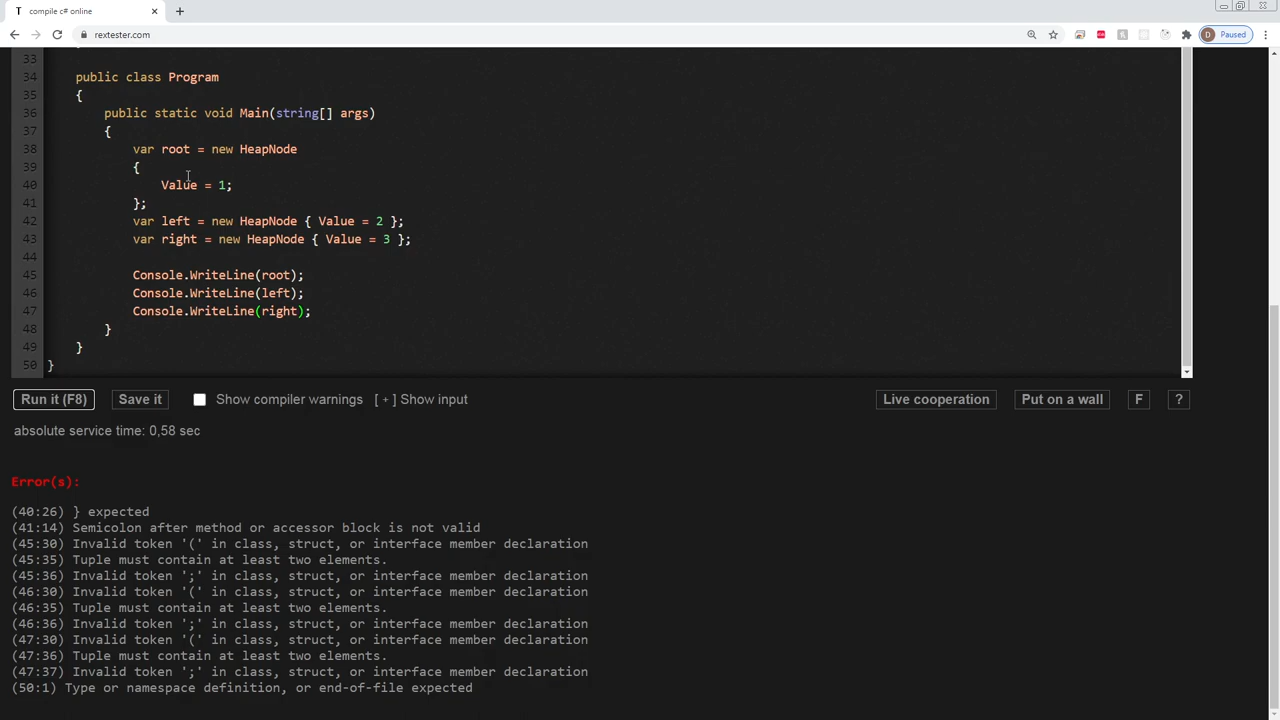 T compile c# online
rextester.com
D Paused
33
34 public class Program
35 {
36 public static void Main(string[] args)
37 {
38 var root = new HeapNode
39 {
40 Value = 1;
41 };
42 var left = new HeapNode { Value = 2 };
43 var right = new HeapNode { Value = 3 };
44
45 Console.WriteLine(root);
46 Console.WriteLine(left);
47 Console.WriteLine(right);
48 }
49 }
50 }
Run it (F8) Save it Show compiler warnings [ + ] Show input Live cooperation Put on a wall F ?
absolute service time: 0,58 sec
Error(s):
(40:26) } expected
(41:14) Semicolon after method or accessor block is not valid
(45:30) Invalid token '(' in class, struct, or interface member declaration
(45:35) Tuple must contain at least two elements.
(45:36) Invalid token ';' in class, struct, or interface member declaration
(46:30) Invalid token '(' in class, struct, or interface member declaration
(46:35) Tuple must contain at least two elements.
(46:36) Invalid token ';' in class, struct, or interface member declaration
(47:30) Invalid token '(' in class, struct, or interface member declaration
(47:36) Tuple must contain at least two elements.
(47:37) Invalid token ';' in class, struct, or interface member declaration
(50:1) Type or namespace definition, or end-of-file expected